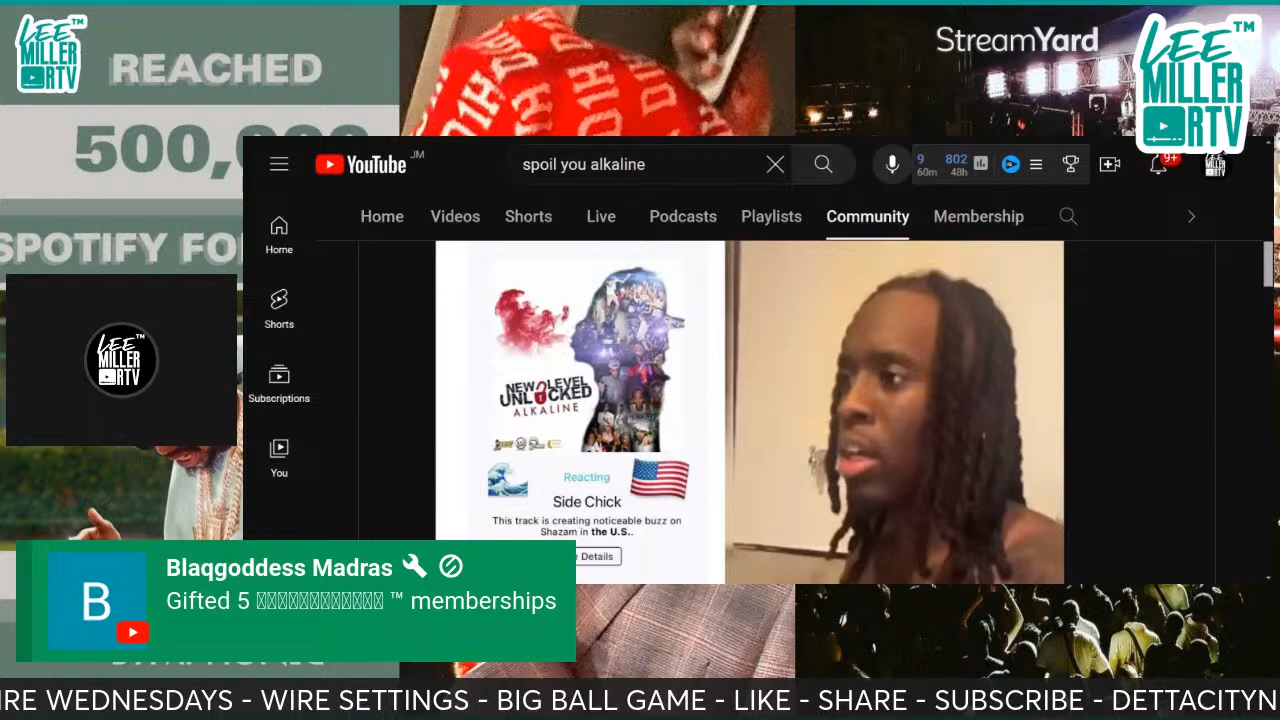 LEE™
MILLER
RTV
REACHED
500,
SPOTIFY FO
StreamYard
LEE™
MILLER
RTV
YouTube JM
spoil you alkaline
9
60m
802
48h
9+
Home Videos Shorts Live Podcasts Playlists Community Membership
Home
Shorts
Subscriptions
You
LEE™
MILLER
RTV
NEW LEVEL
UNLOCKED
ALKALINE
Reacting
Side Chick
This track is creating noticeable buzz on
Shazam in the U.S..
Details
B
Blaqgoddess Madras
Gifted 5 ™ memberships
IRE WEDNESDAYS - WIRE SETTINGS - BIG BALL GAME - LIKE - SHARE - SUBSCRIBE - DETTACITYN